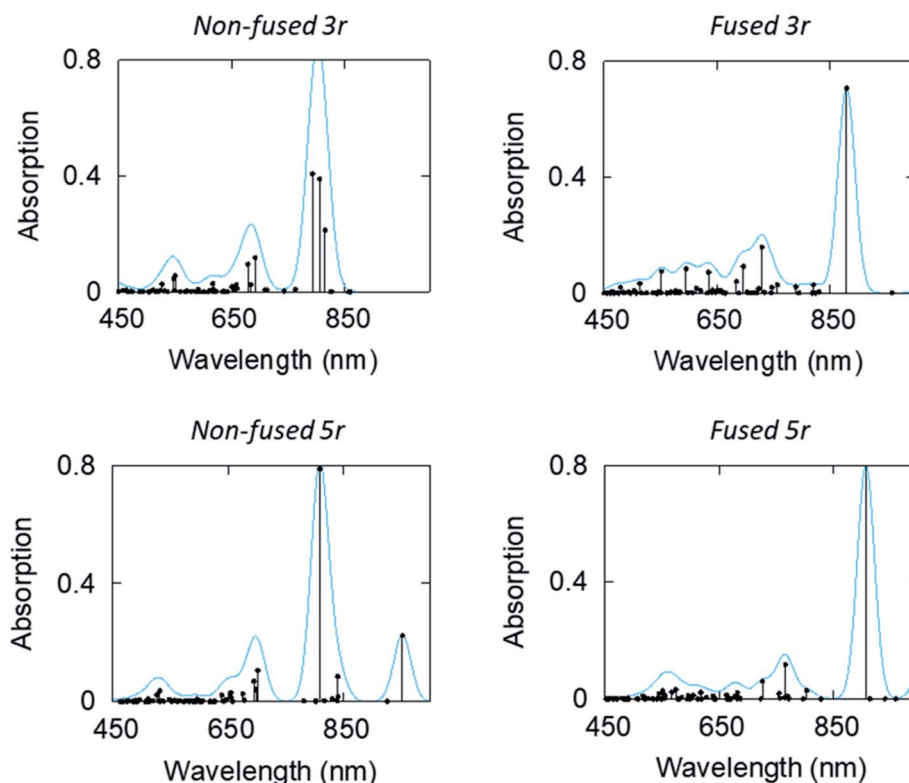 Non-fused 3r
Fused 3r
0.8
0.4
0
Absorption
450
650
850
Wavelength (nm)
0.8
0.4
0
Absorption
450
650
850
Wavelength (nm)
Non-fused 5r
Fused 5r
0.8
0.4
0
Absorption
450
650
850
Wavelength (nm)
0.8
0.4
0
Absorption
450
650
850
Wavelength (nm)